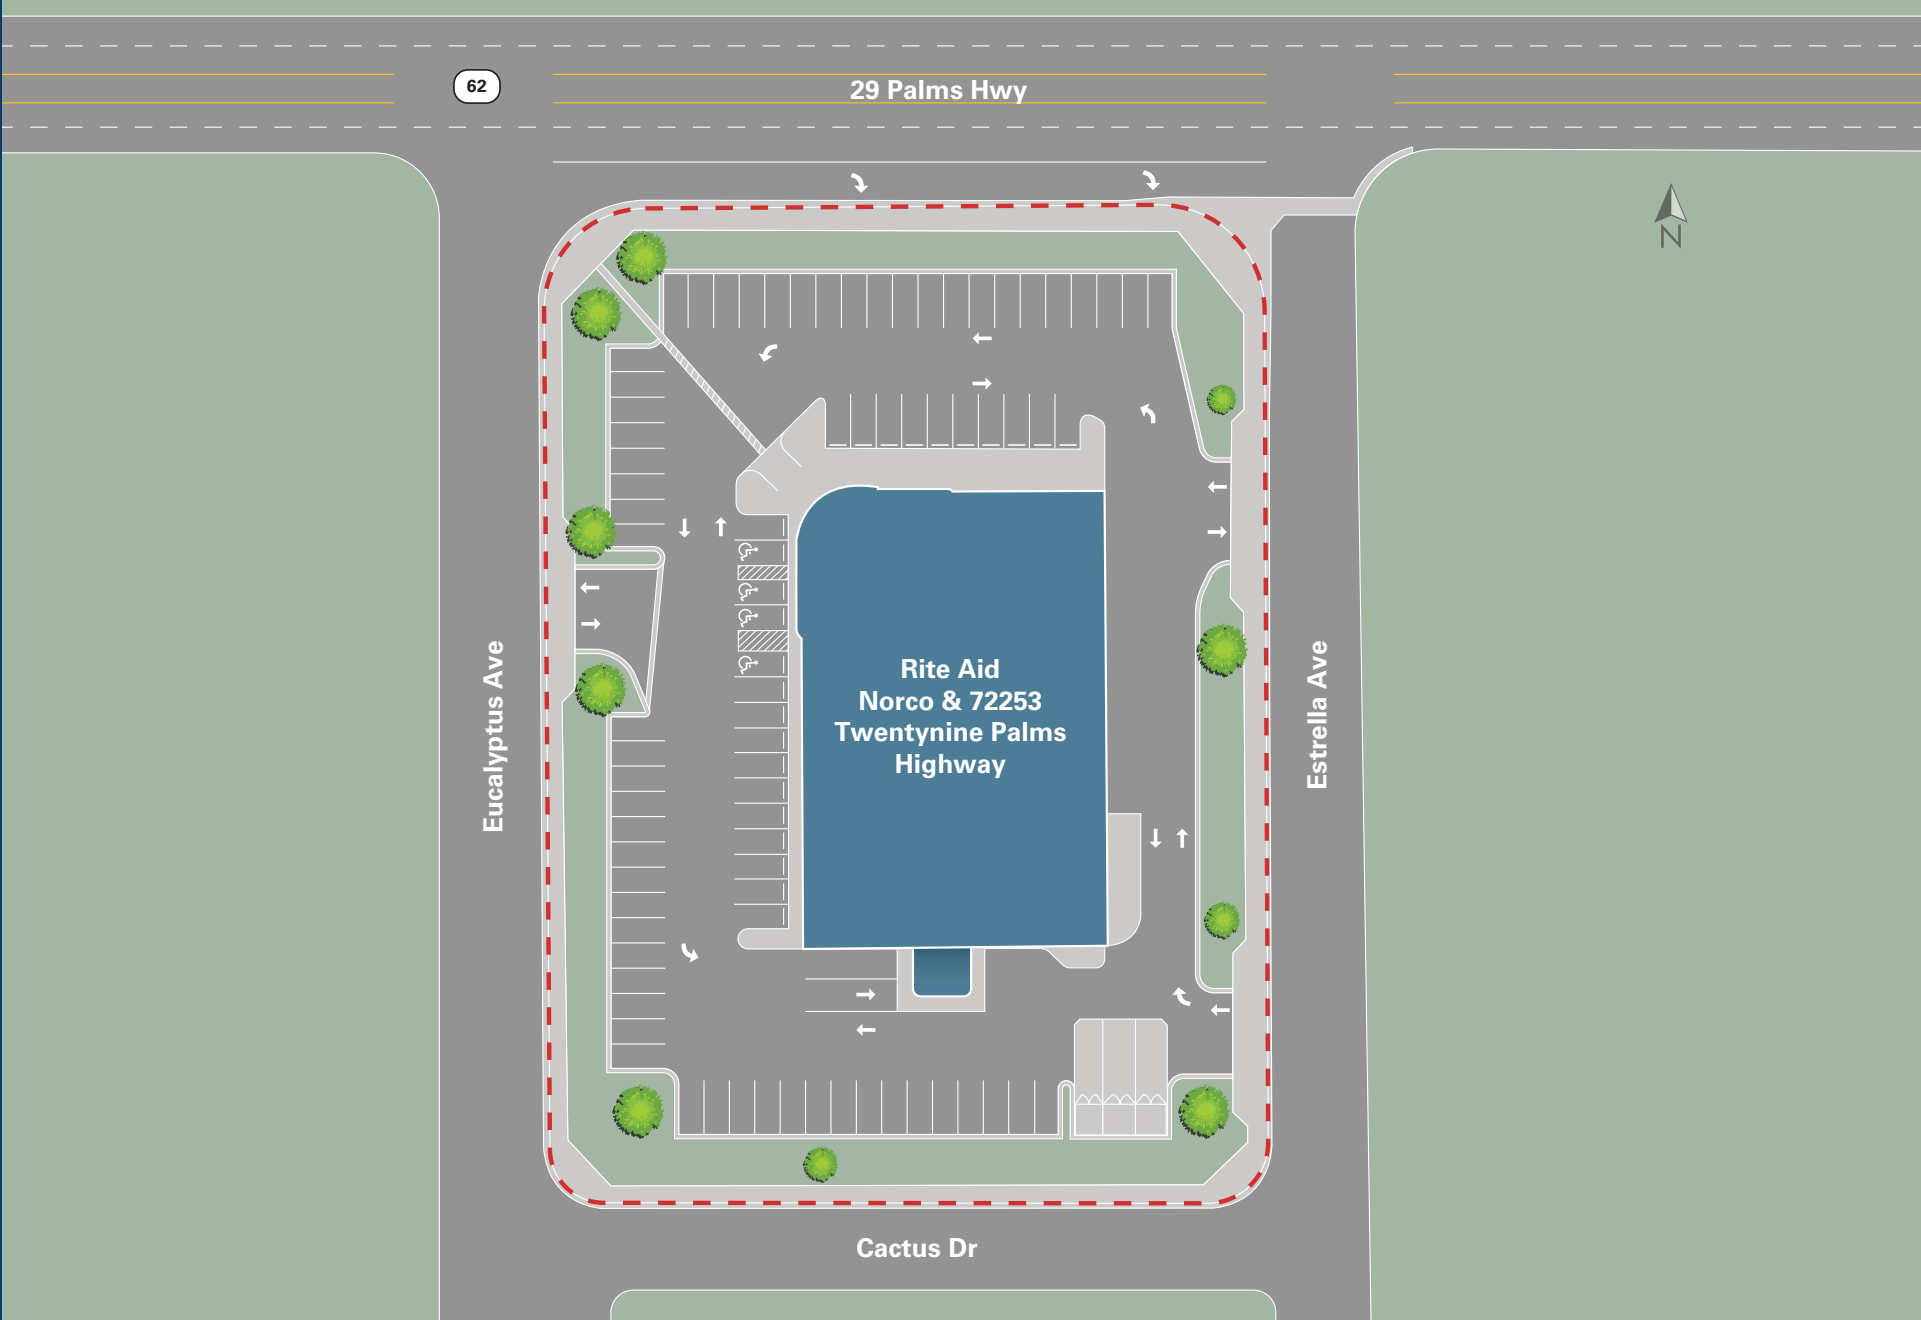 62
29 Palms Hwy
N
Eucalyptus Ave
Rite Aid
Norco & 72253
Twentynine Palms
Highway
Estrella Ave
Cactus Dr